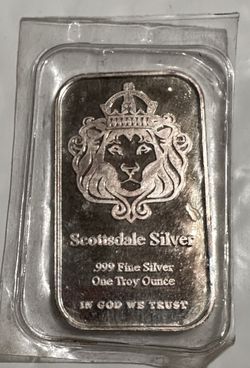 Scottsdale Silver
.999 Fine Silver
One Troy Ounce
IN GOD WE TRUST